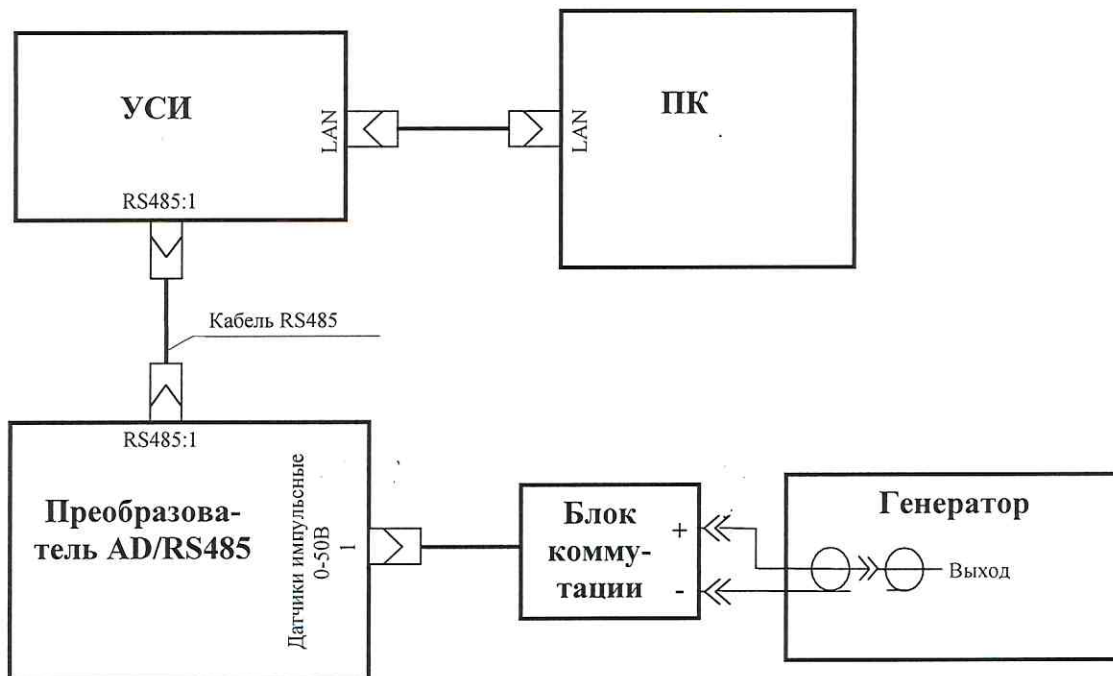 УСИ
LAN
RS485:1
ПК
LAN
Кабель RS485
RS485:1
Преобразова-
тель AD/RS485
Датчики импульсные
0-50В
1
Блок
комму-
тации
+
-
Генератор
Выход